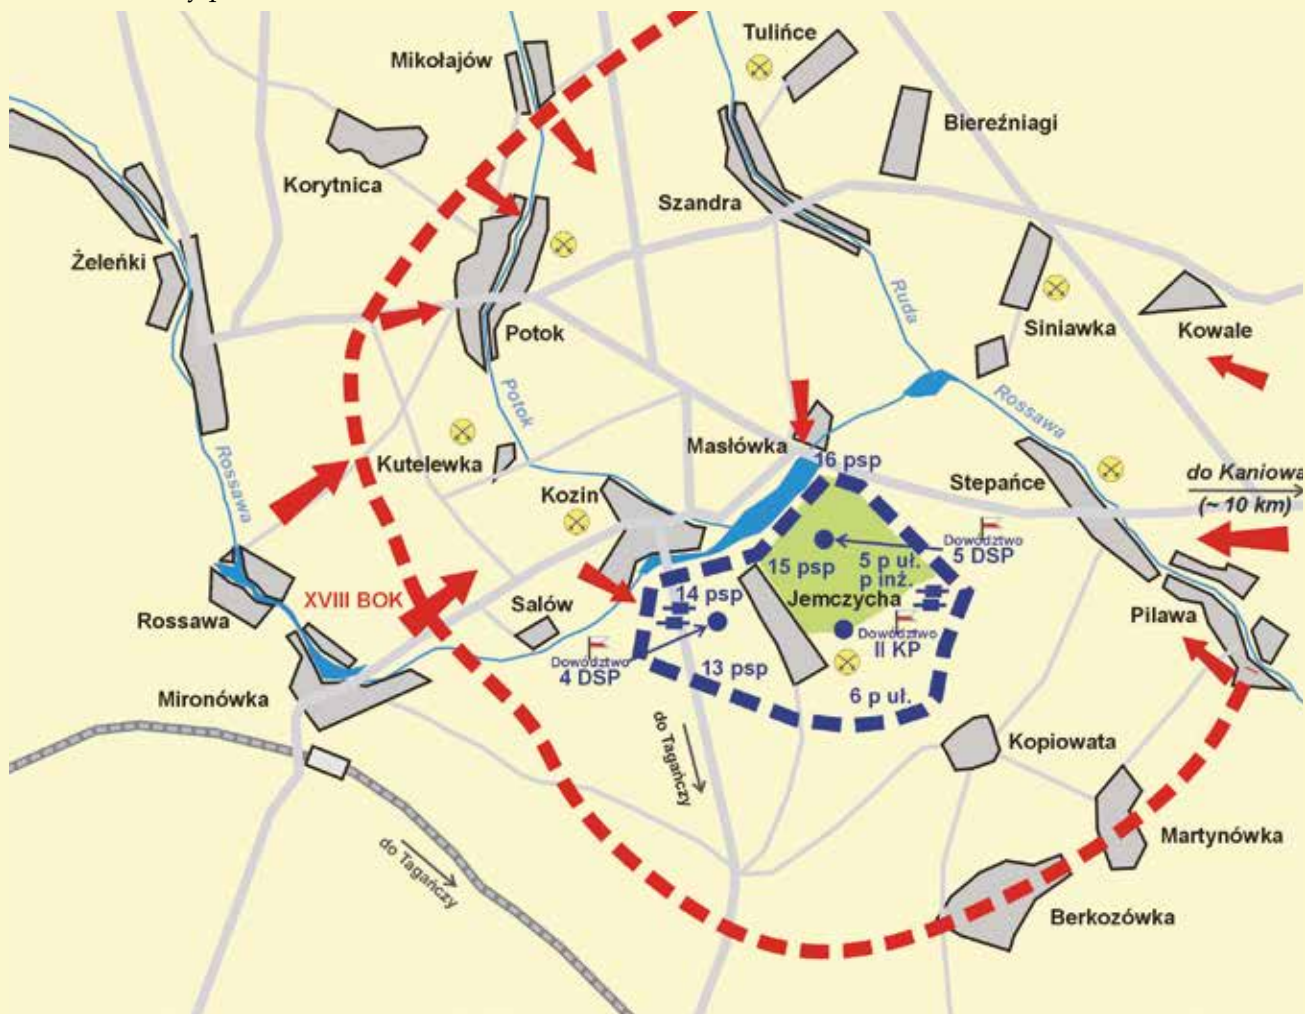 Tulińce
Mikołajów
Biereźniagi
Korytnica
Szandra
Żeleńki
Ruda
Siniawka
Kowale
Potok
Potok
Rossawa
Rossawa
Masłówka
Kutelewka
16 psp
Stepańce
do Kaniowa
(~ 10 km)
Kozin
Dowództwo
5 DSP
15 psp
5 p uł.
p inż.
14 psp
Jemczycha
XVIII BOK
Salów
Rossawa
Pilawa
Dowództwo
II KP
Dowództwo
4 DSP
13 psp
6 p uł.
Mironówka
do Tagańczy
Kopiowata
Martynówka
do Tagańczy
Berkozówka